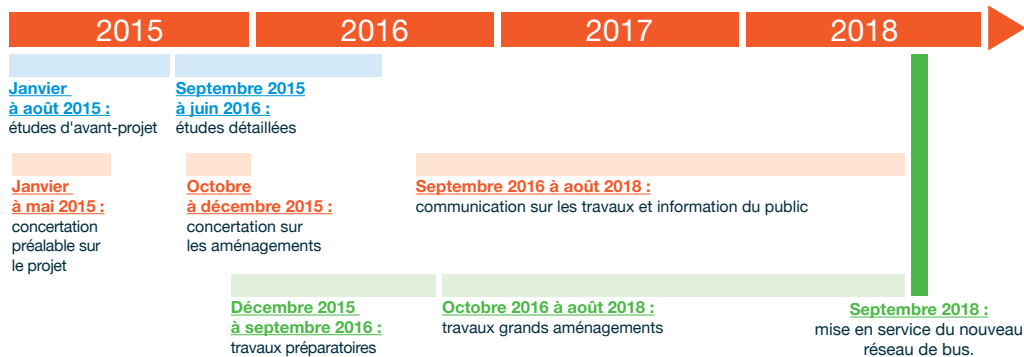 2015 2016 2017 2018
Janvier
à août 2015 :
études d'avant-projet
Septembre 2015
à juin 2016 :
études détaillées
Janvier
à mai 2015 :
concertation
préalable sur
le projet
Octobre
à décembre 2015 :
concertation sur
les aménagements
Septembre 2016 à août 2018 :
communication sur les travaux et information du public
Décembre 2015
à septembre 2016 :
travaux préparatoires
Octobre 2016 à août 2018 :
travaux grands aménagements
Septembre 2018 :
mise en service du nouveau
réseau de bus.